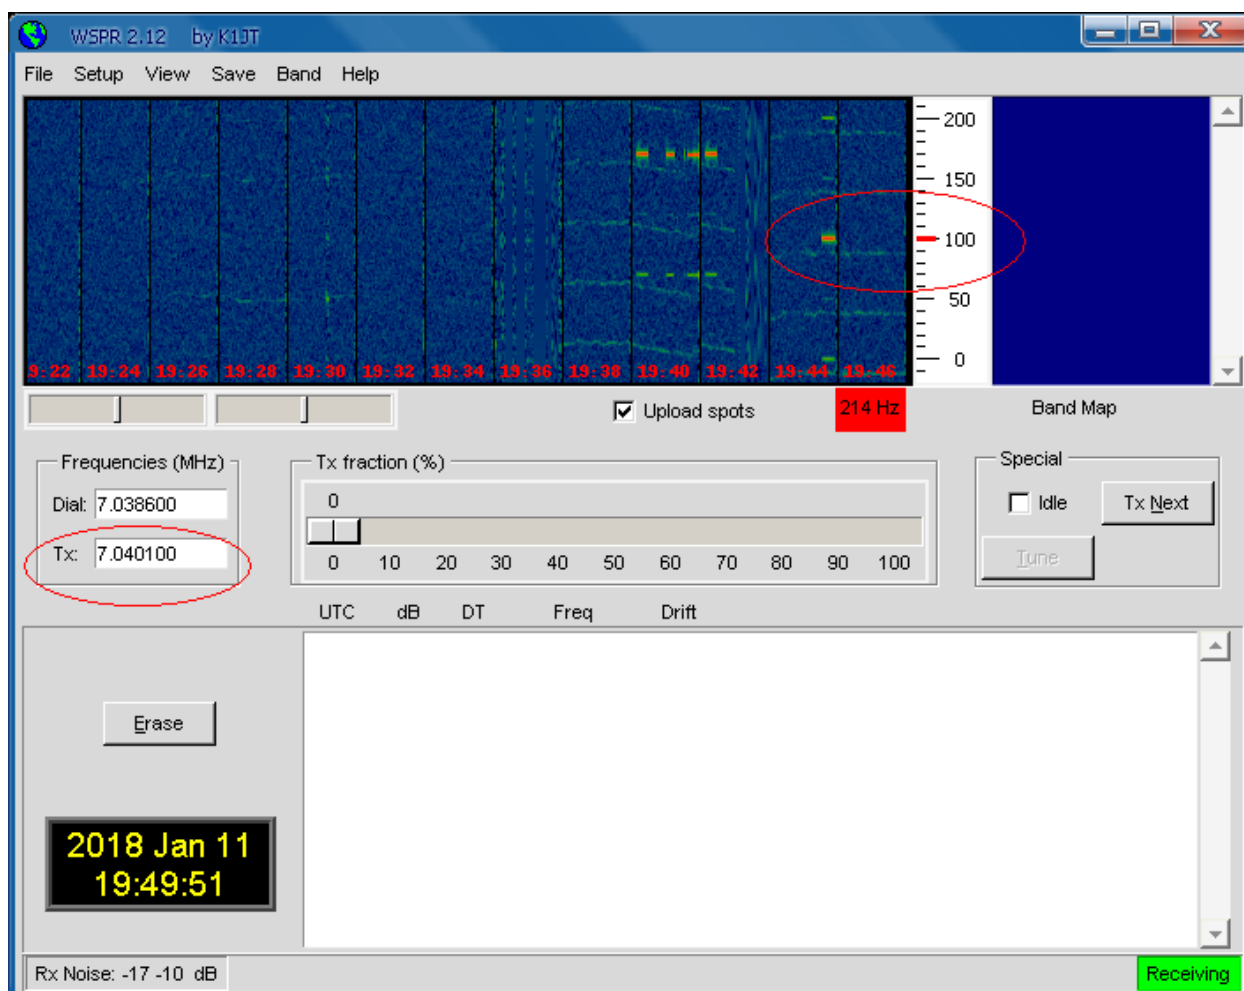 WSPR 2.12 by K1JT
File Setup View Save Band Help
200
150
100
50
0
9:22 19:24 19:26 19:28 19:30 19:32 19:34 19:36 19:38 19:40 19:42 19:44 19:46
Upload spots 214 Hz Band Map
Frequencies (MHz) Tx fraction (%) Special
Dial: 7.038600 0 Idle Tx Next
Tx: 7.040100 0 10 20 30 40 50 60 70 80 90 100 Tune
UTC dB DT Freq Drift
Erase
2018 Jan 11
19:49:51
Rx Noise: -17 -10 dB Receiving